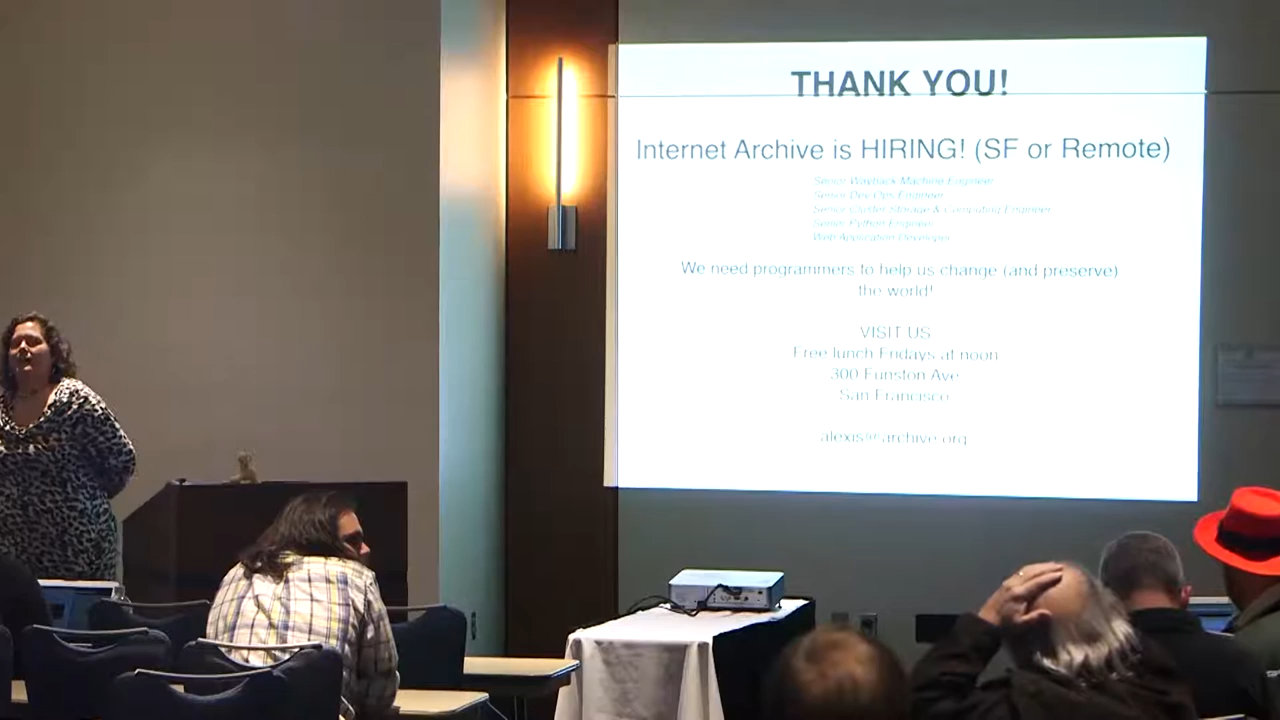 THANK YOU!
Internet Archive is HIRING! (SF or Remote)
Senior Wayback Machine Engineer
Senior Dev Ops Engineer
Senior Cluster Storage & Computing Engineer
Senior Python Engineer
Web Application Developer
We need programmers to help us change (and preserve)
the world!
VISIT US
Free lunch Fridays at noon
300 Funston Ave
San Francisco
alexis@archive.org